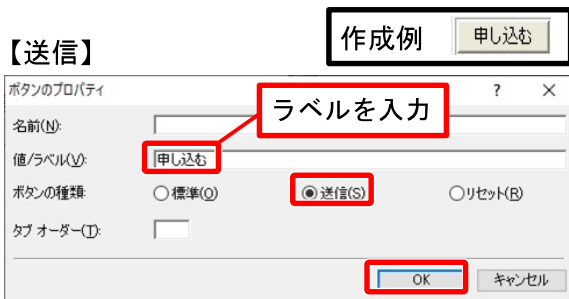 作成例 申し込む
【送信】
ボタンのプロパティ ? ×
ラベルを入力
名前(N):
値/ラベル(V): 申し込む
ボタンの種類: 標準(O) 送信(S) リセット(R)
タブ オーダー(T):
OK キャンセル